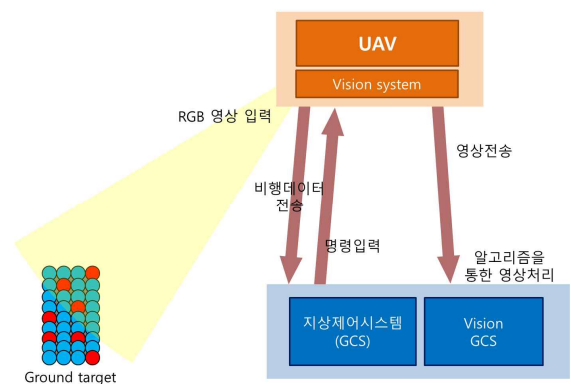 UAV
Vision system
RGB 영상 입력
영상전송
비행데이터
전송
명령입력
알고리즘을
통한 영상처리
지상제어시스템
(GCS)
Vision
GCS
Ground target